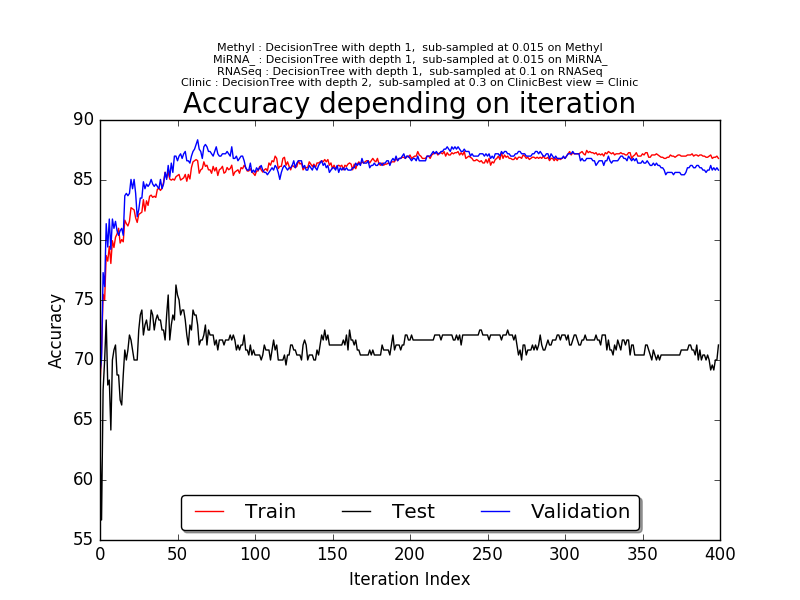 Methyl : DecisionTree with depth 1,  sub-sampled at 0.015 on Methyl
MiRNA_ : DecisionTree with depth 1,  sub-sampled at 0.015 on MiRNA_
RNASeq : DecisionTree with depth 1,  sub-sampled at 0.1 on RNASeq
Clinic : DecisionTree with depth 2,  sub-sampled at 0.3 on ClinicBest view = Clinic
Accuracy depending on iteration
90
85
80
75
70
65
60
55
Accuracy
Train Test Validation
0 50 100 150 200 250 300 350 400
Iteration Index